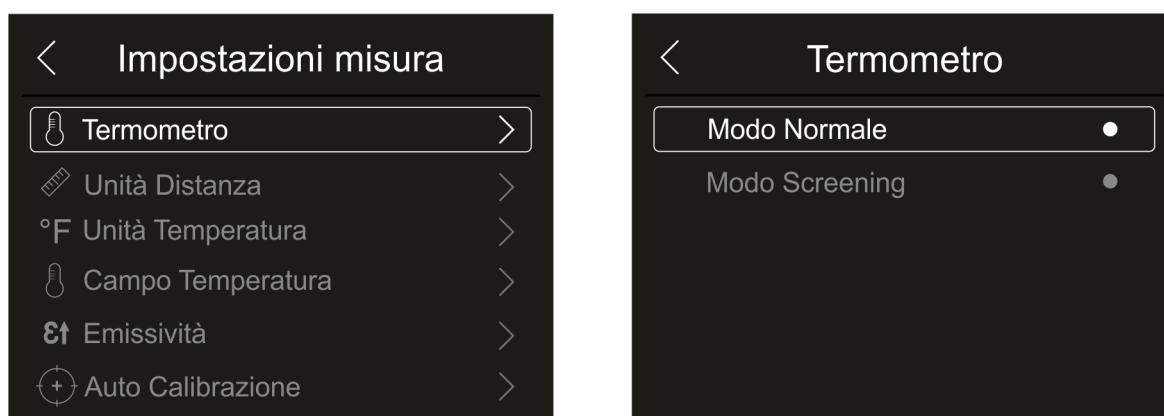 Impostazioni misura
Termometro
Unità Distanza
°F Unità Temperatura
Campo Temperatura
Ɛ↑ Emissività
Auto Calibrazione
Termometro
Modo Normale
Modo Screening